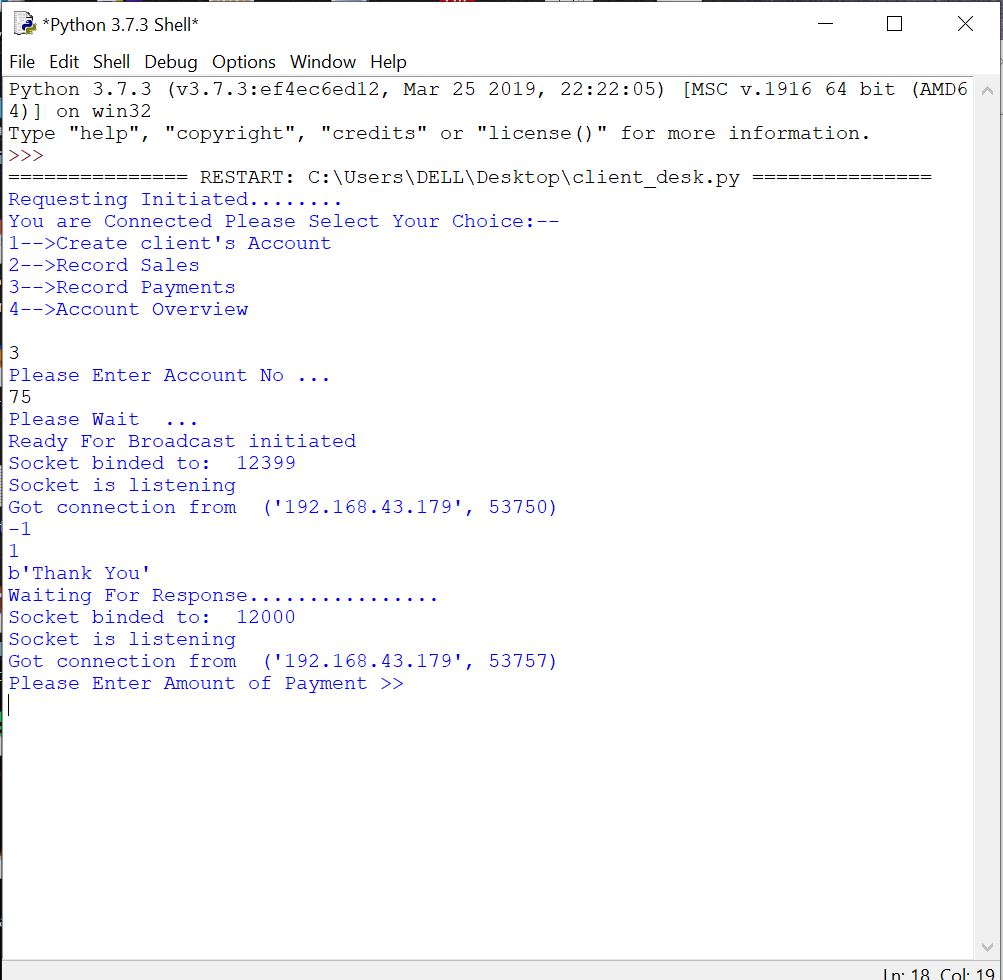 *Python 3.7.3 Shell*
File Edit Shell Debug Options Window Help
Python 3.7.3 (v3.7.3:ef4ec6ed12, Mar 25 2019, 22:22:05) [MSC v.1916 64 bit (AMD6
4)] on win32
Type "help", "copyright", "credits" or "license()" for more information.
>>>
=============== RESTART: C:\Users\DELL\Desktop\client_desk.py ===============
Requesting Initiated........
You are Connected Please Select Your Choice:--
1-->Create client's Account
2-->Record Sales
3-->Record Payments
4-->Account Overview
3
Please Enter Account No ...
75
Please Wait  ...
Ready For Broadcast initiated
Socket binded to:  12399
Socket is listening
Got connection from  ('192.168.43.179', 53750)
-1
1
b'Thank You'
Waiting For Response................
Socket binded to:  12000
Socket is listening
Got connection from  ('192.168.43.179', 53757)
Please Enter Amount of Payment >>
Ln: 18 Col: 19